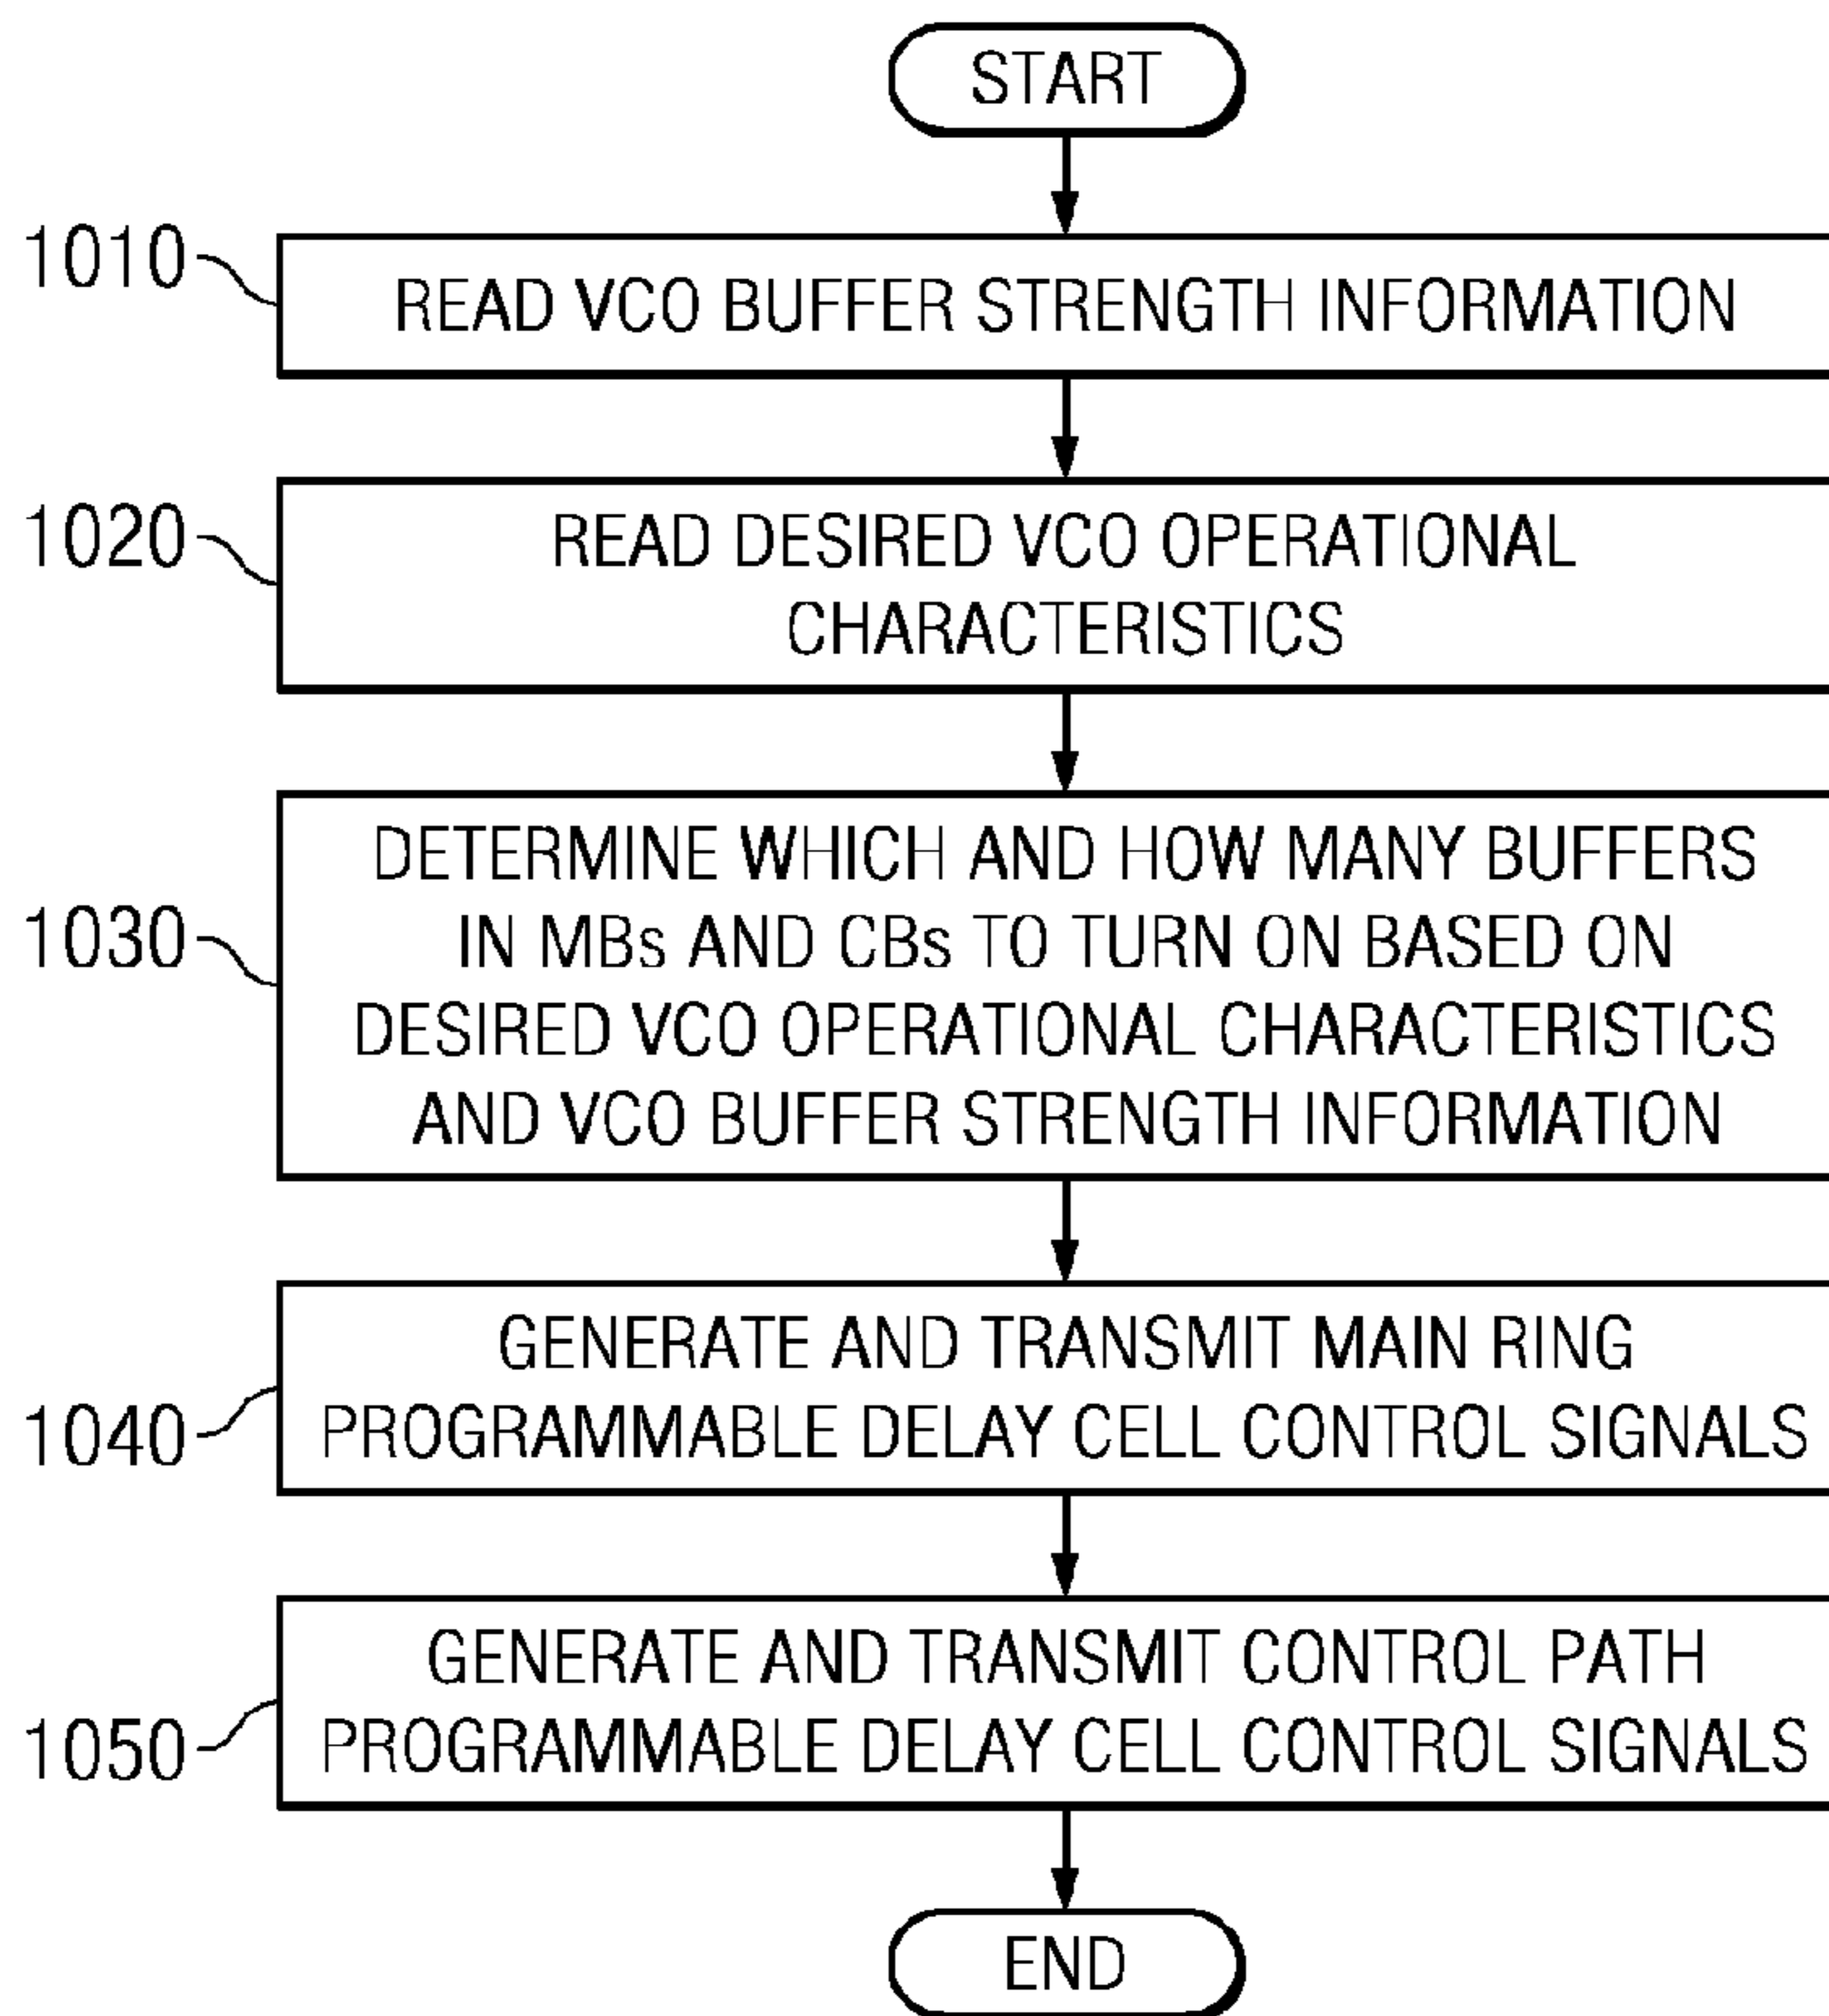 START
1010
READ VCO BUFFER STRENGTH INFORMATION
1020
READ DESIRED VCO OPERATIONAL
CHARACTERISTICS
1030
DETERMINE WHICH AND HOW MANY BUFFERS
IN MBs AND CBs TO TURN ON BASED ON
DESIRED VCO OPERATIONAL CHARACTERISTICS
AND VCO BUFFER STRENGTH INFORMATION
1040
GENERATE AND TRANSMIT MAIN RING
PROGRAMMABLE DELAY CELL CONTROL SIGNALS
1050
GENERATE AND TRANSMIT CONTROL PATH
PROGRAMMABLE DELAY CELL CONTROL SIGNALS
END